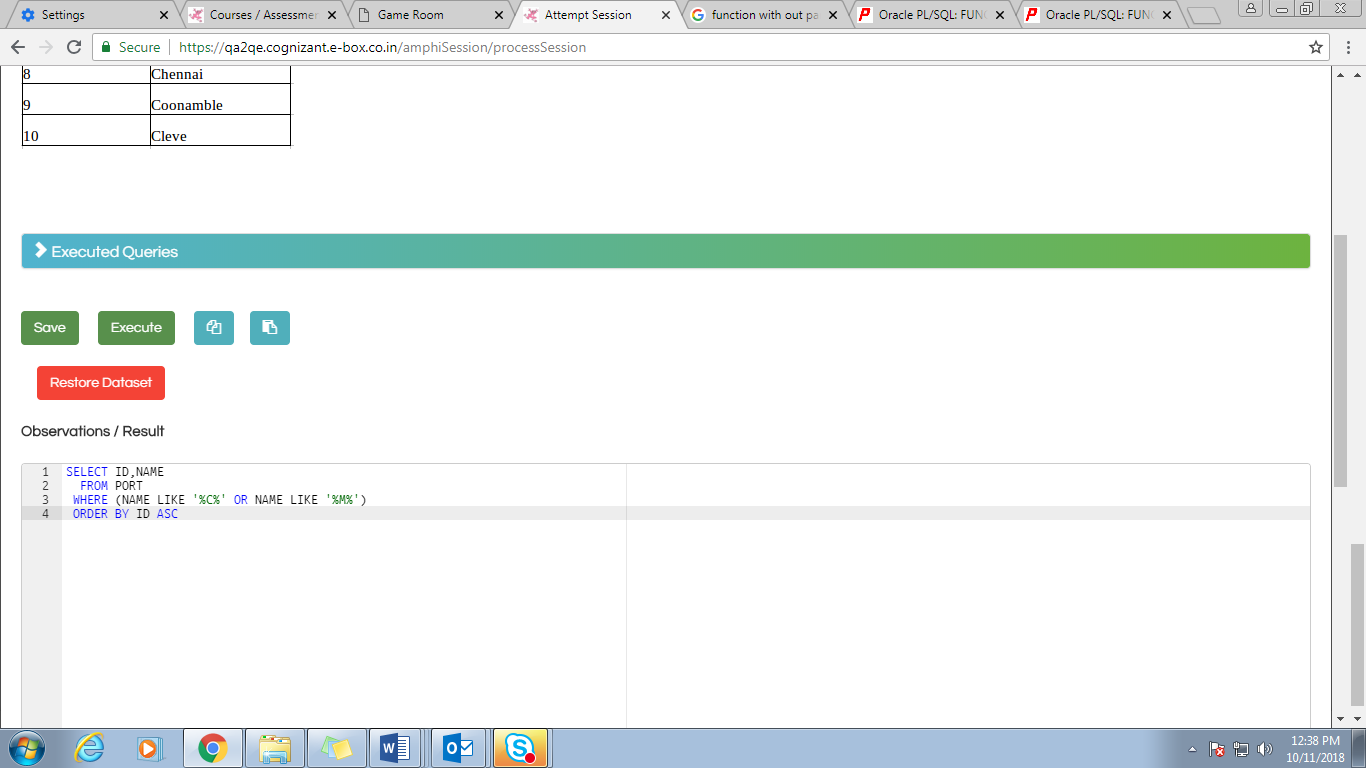 Settings
Courses / Assessmer
Game Room
Attempt Session
function with out pa
Oracle PL/SQL: FUNC
Oracle PL/SQL: FUNC
Secure
https://qa2qe.cognizant.e-box.co.in/amphiSession/processSession
8 Chennai
9 Coonamble
10 Cleve
Executed Queries
Save Execute
Restore Dataset
Observations / Result
1 SELECT ID,NAME
2 FROM PORT
3 WHERE (NAME LIKE '%C%' OR NAME LIKE '%M%')
4 ORDER BY ID ASC
12:38 PM
10/11/2018